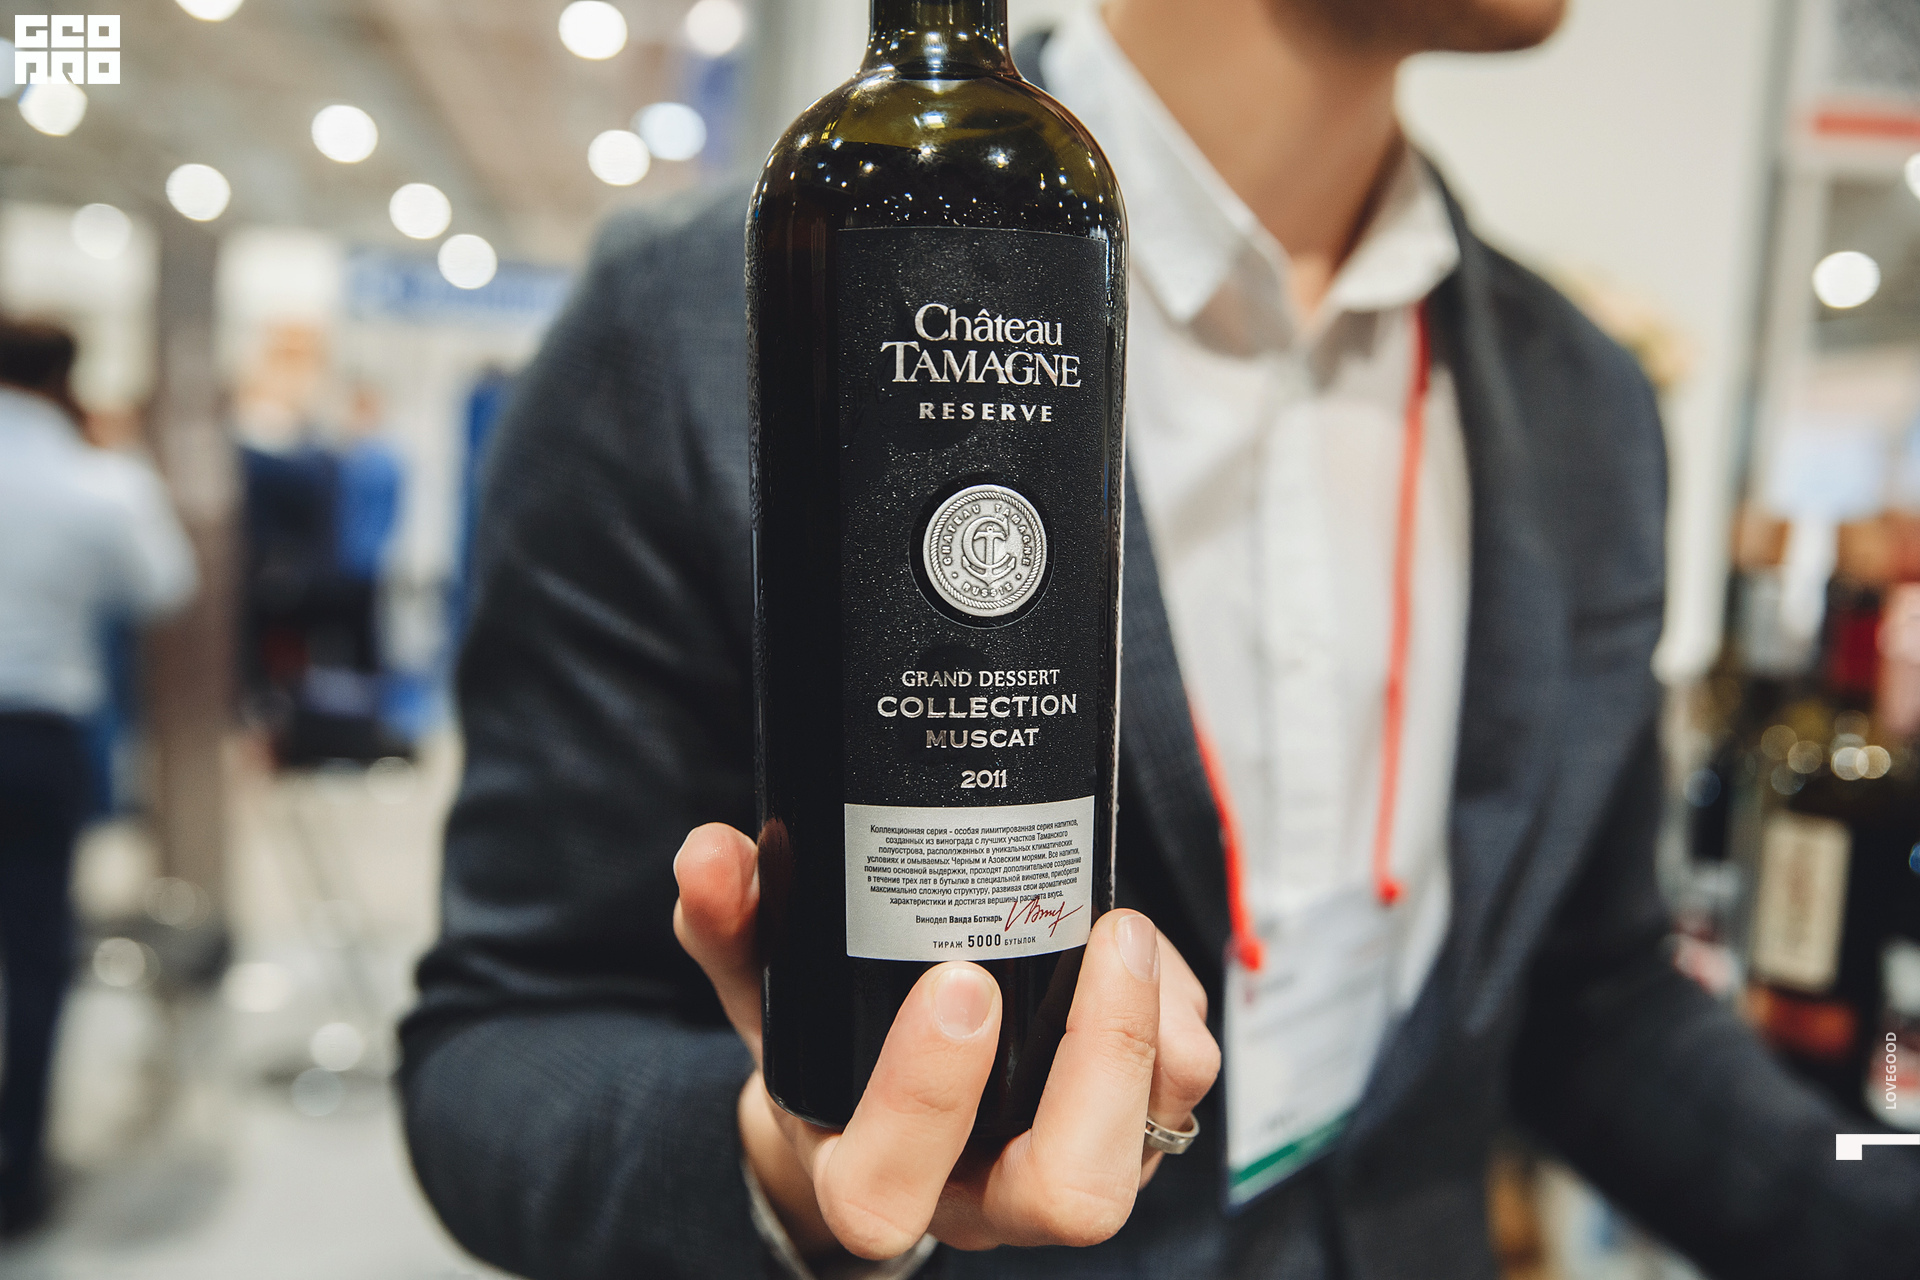 Château
TAMAGNE
RESERVE
CHATEAU TAMAGNE
RUSSIE
GRAND DESSERT
COLLECTION
MUSCAT
2011
Коллекционная серия - особая лимитированная серия напитков,
созданных из винограда с лучших участков Таманского
полуострова, расположенных в уникальных климатических
условиях и омываемых Черным и Азовским морями. Все напитки,
помимо основной выдержки, проходят дополнительное созревание
в течение трех лет в бутылке в специальной винотеке, приобретая
максимально сложную структуру, развивая свои ароматические
характеристики и достигая вершины расцвета вкуса.
Винодел Ванда Ботнарь
ТИРАЖ 5000 БУТЫЛОК
LOVEGOOD